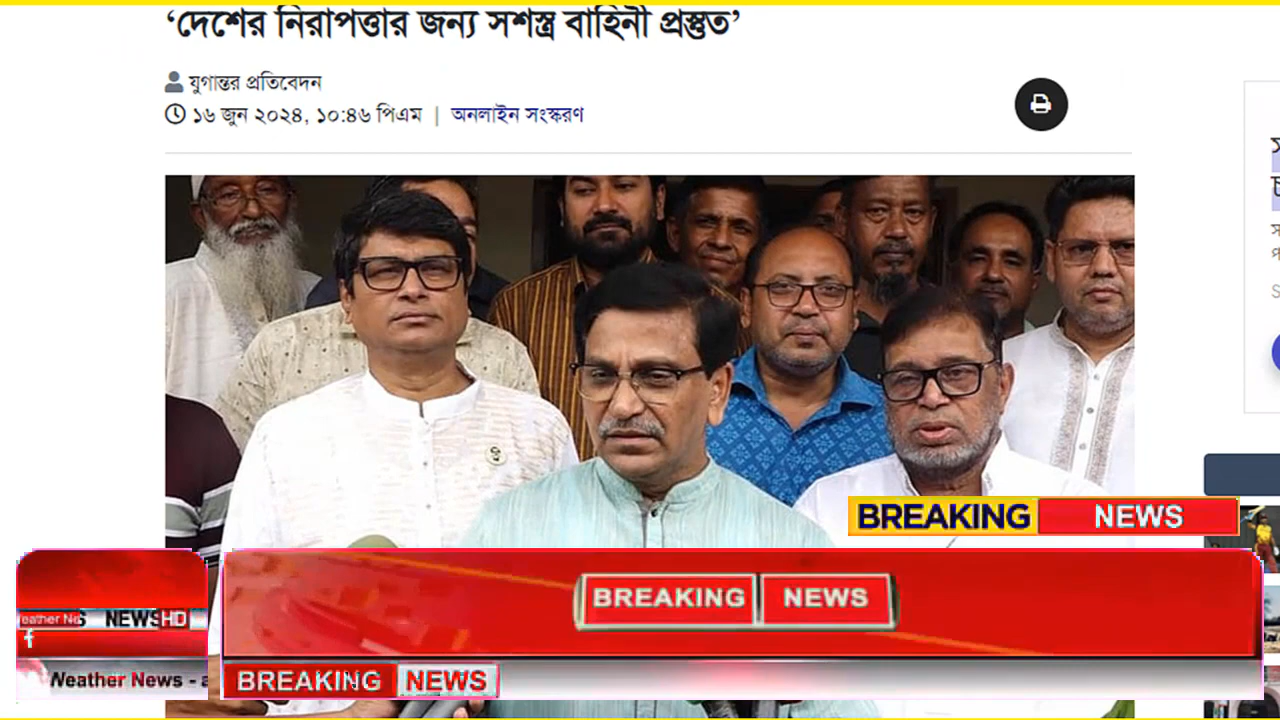 ‘দেশের নিরাপত্তার জন্য সশস্ত্র বাহিনী প্রস্তুত’
যুগান্তর প্রতিবেদন
১৬ জুন ২০২৪, ১০:৪৬ পিএম | অনলাইন সংস্করণ
BREAKING NEWS
BREAKING NEWS
NEWS HD
Weather News -
BREAKING NEWS